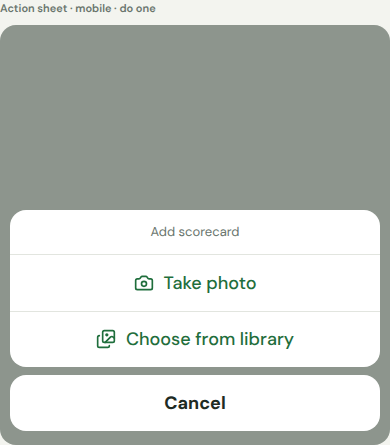 Action sheet · mobile · do one
Add scorecard
Take photo
Choose from library
Cancel